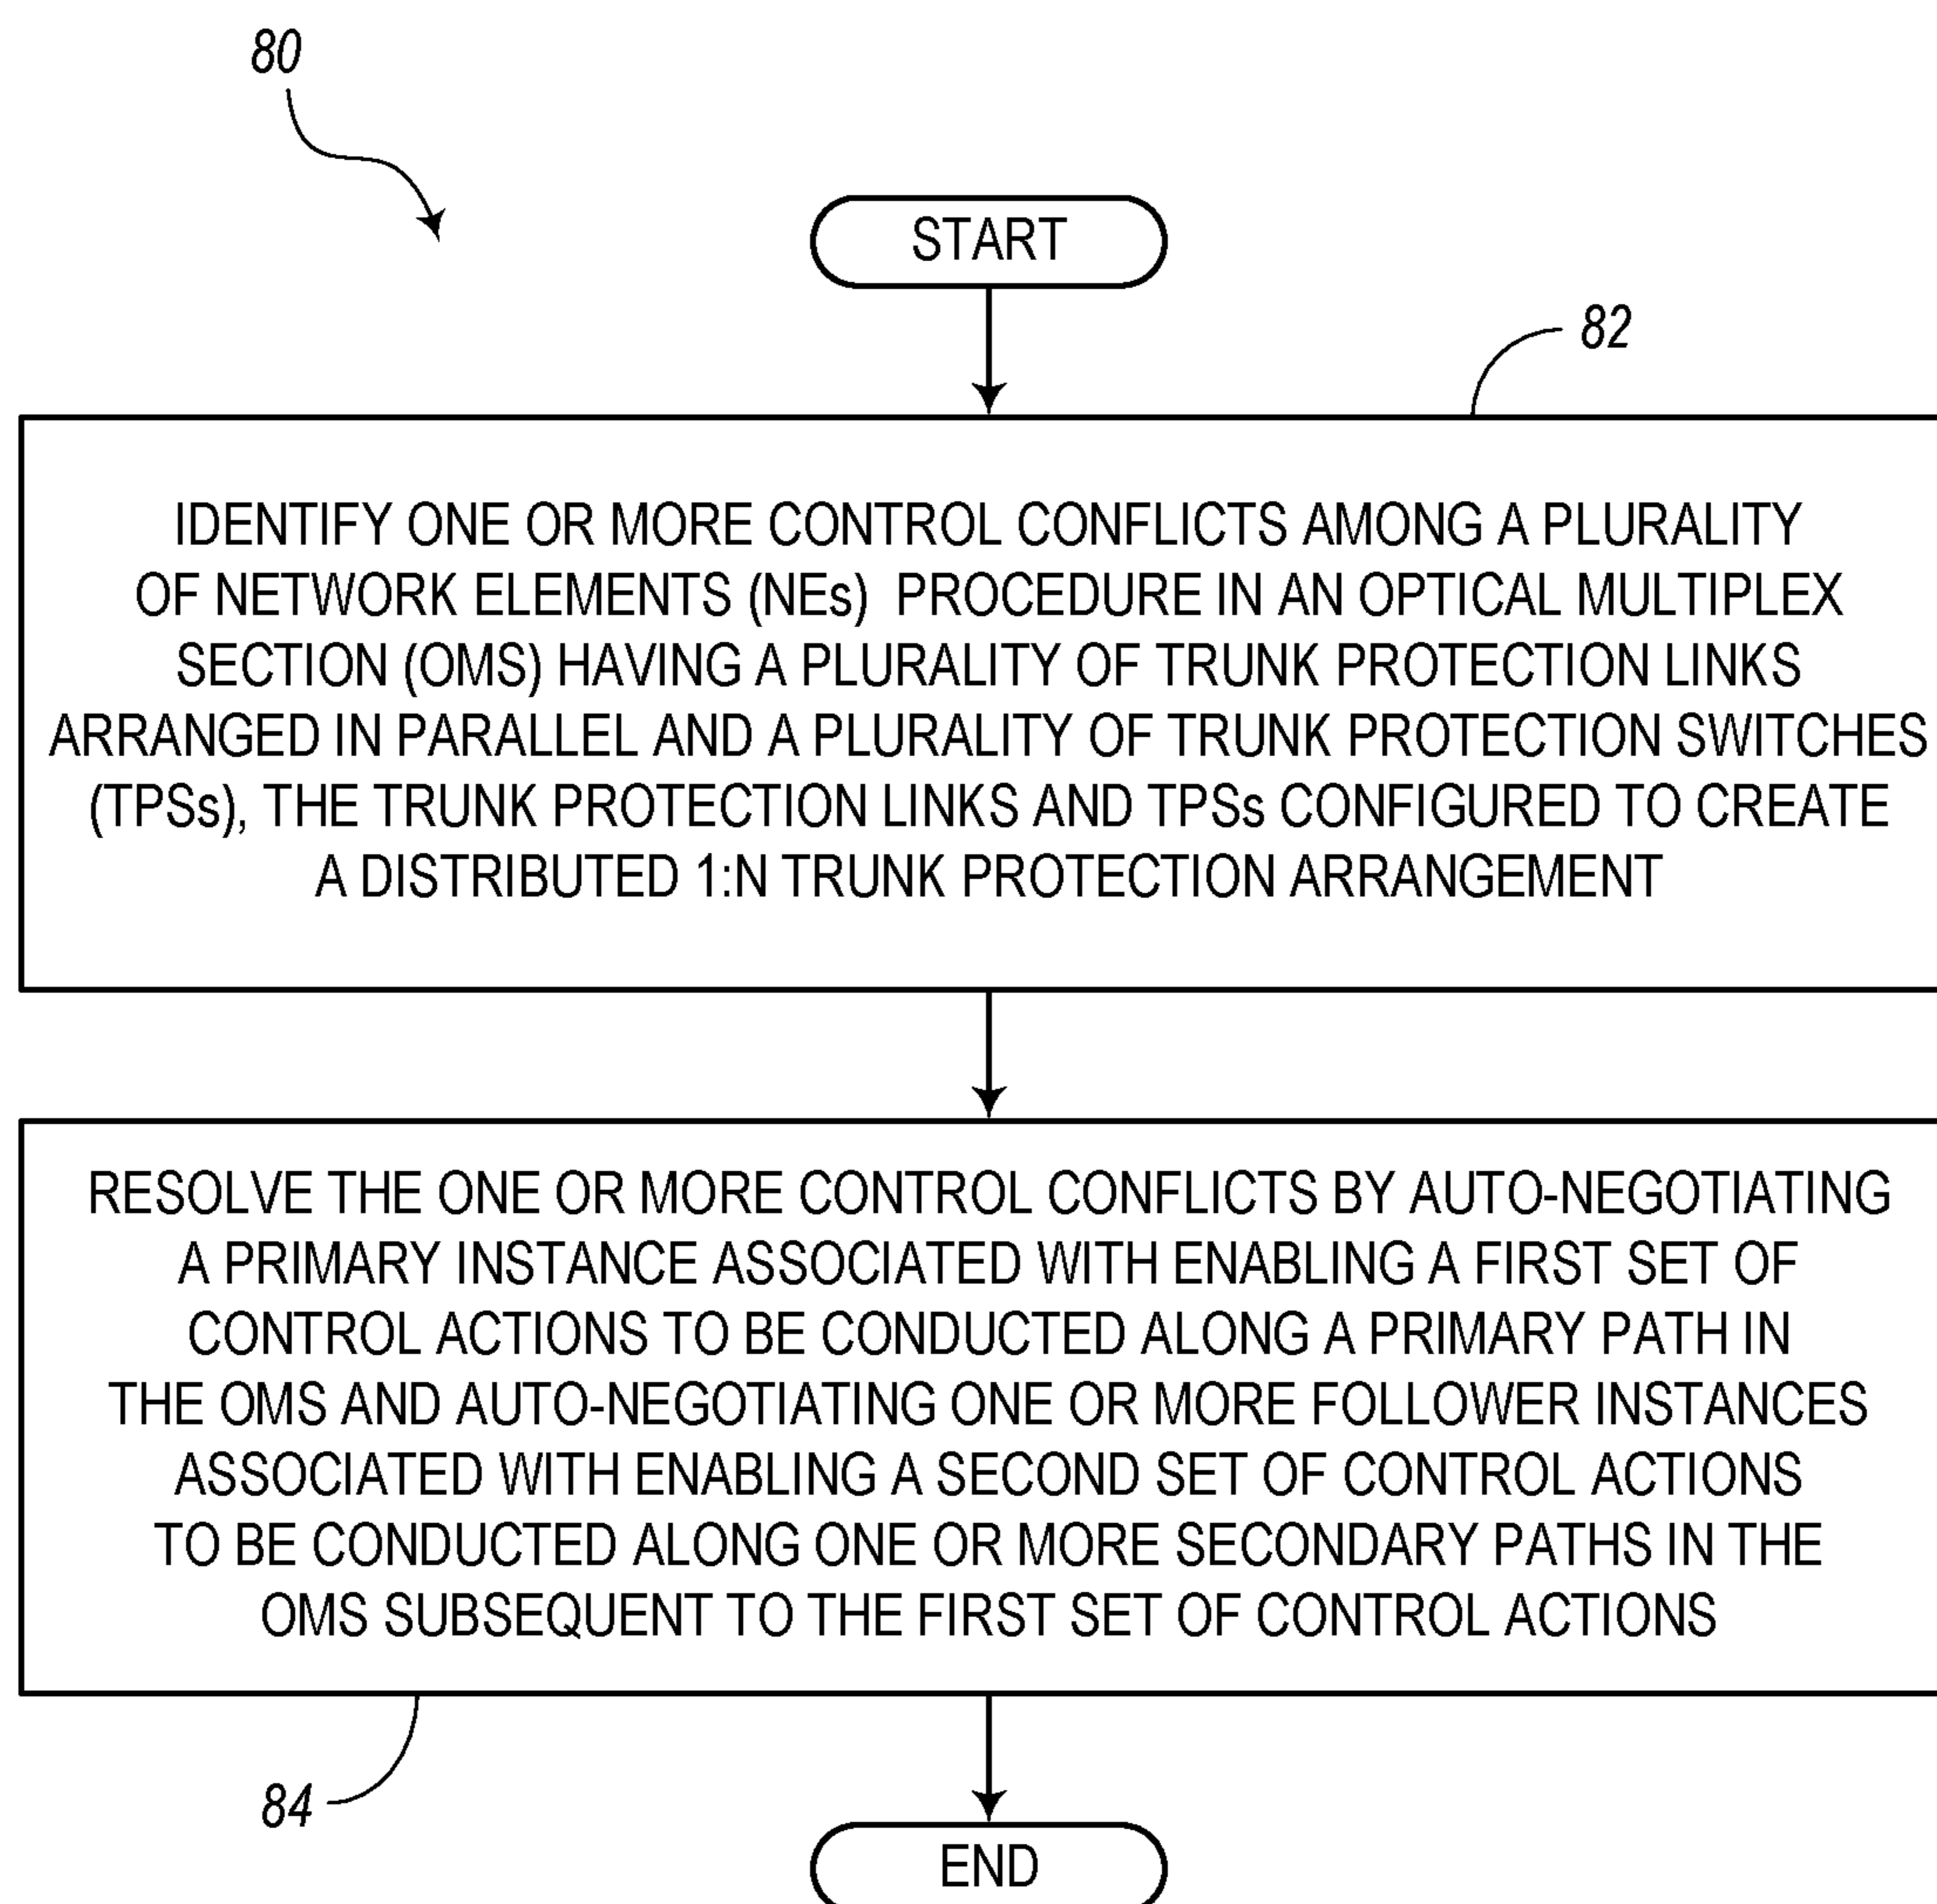 80
START
82
IDENTIFY ONE OR MORE CONTROL CONFLICTS AMONG A PLURALITY
OF NETWORK ELEMENTS (NEs) PROCEDURE IN AN OPTICAL MULTIPLEX
SECTION (OMS) HAVING A PLURALITY OF TRUNK PROTECTION LINKS
ARRANGED IN PARALLEL AND A PLURALITY OF TRUNK PROTECTION SWITCHES
(TPSs), THE TRUNK PROTECTION LINKS AND TPSs CONFIGURED TO CREATE
A DISTRIBUTED 1:N TRUNK PROTECTION ARRANGEMENT
RESOLVE THE ONE OR MORE CONTROL CONFLICTS BY AUTO-NEGOTIATING
A PRIMARY INSTANCE ASSOCIATED WITH ENABLING A FIRST SET OF
CONTROL ACTIONS TO BE CONDUCTED ALONG A PRIMARY PATH IN
THE OMS AND AUTO-NEGOTIATING ONE OR MORE FOLLOWER INSTANCES
ASSOCIATED WITH ENABLING A SECOND SET OF CONTROL ACTIONS
TO BE CONDUCTED ALONG ONE OR MORE SECONDARY PATHS IN THE
OMS SUBSEQUENT TO THE FIRST SET OF CONTROL ACTIONS
84
END